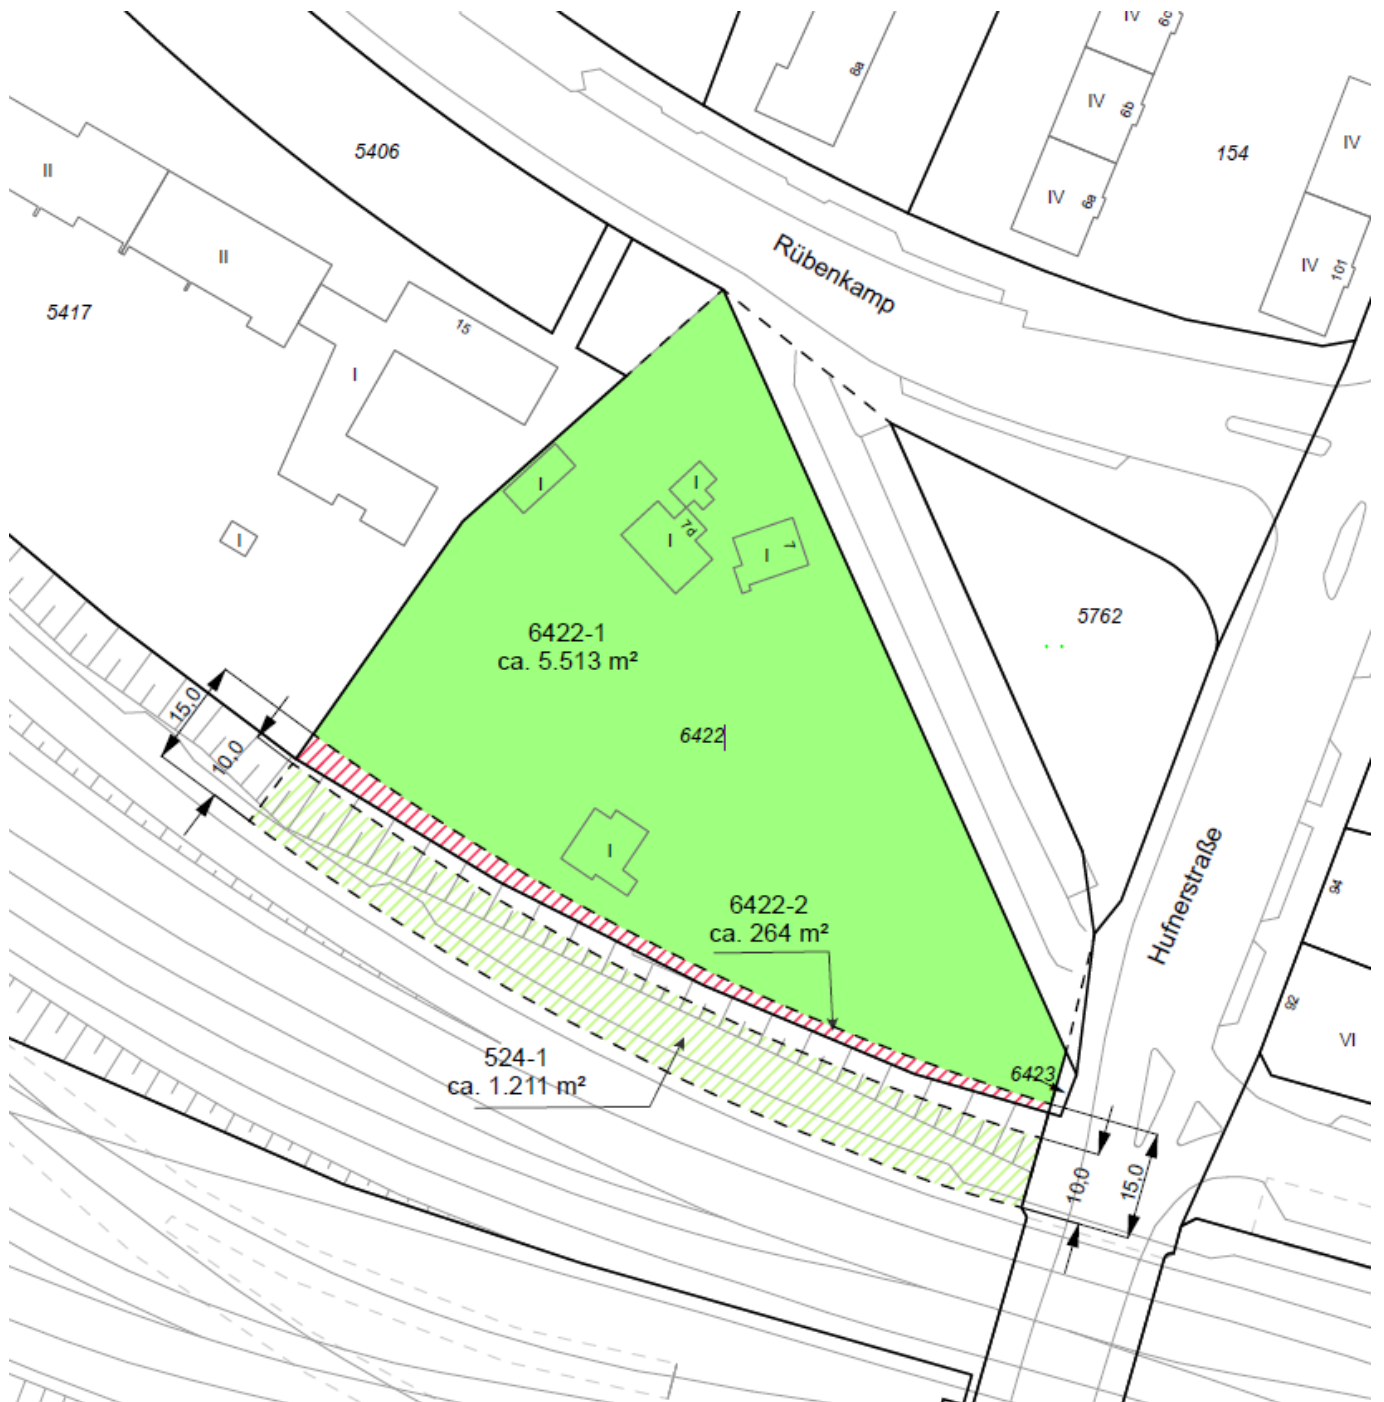 IV
6c
8a
IV
6b
IV
5406
154
II
IV
6a
Rübenkamp
II
IV
101
5417
15
I
I
I
I
7d
I
7
I
5762
6422-1
ca. 5.513 m²
15,0
6422
10,0
I
Hufnerstraße
94
6422-2
ca. 264 m²
92
VI
524-1
ca. 1.211 m²
6423
10,0
15,0